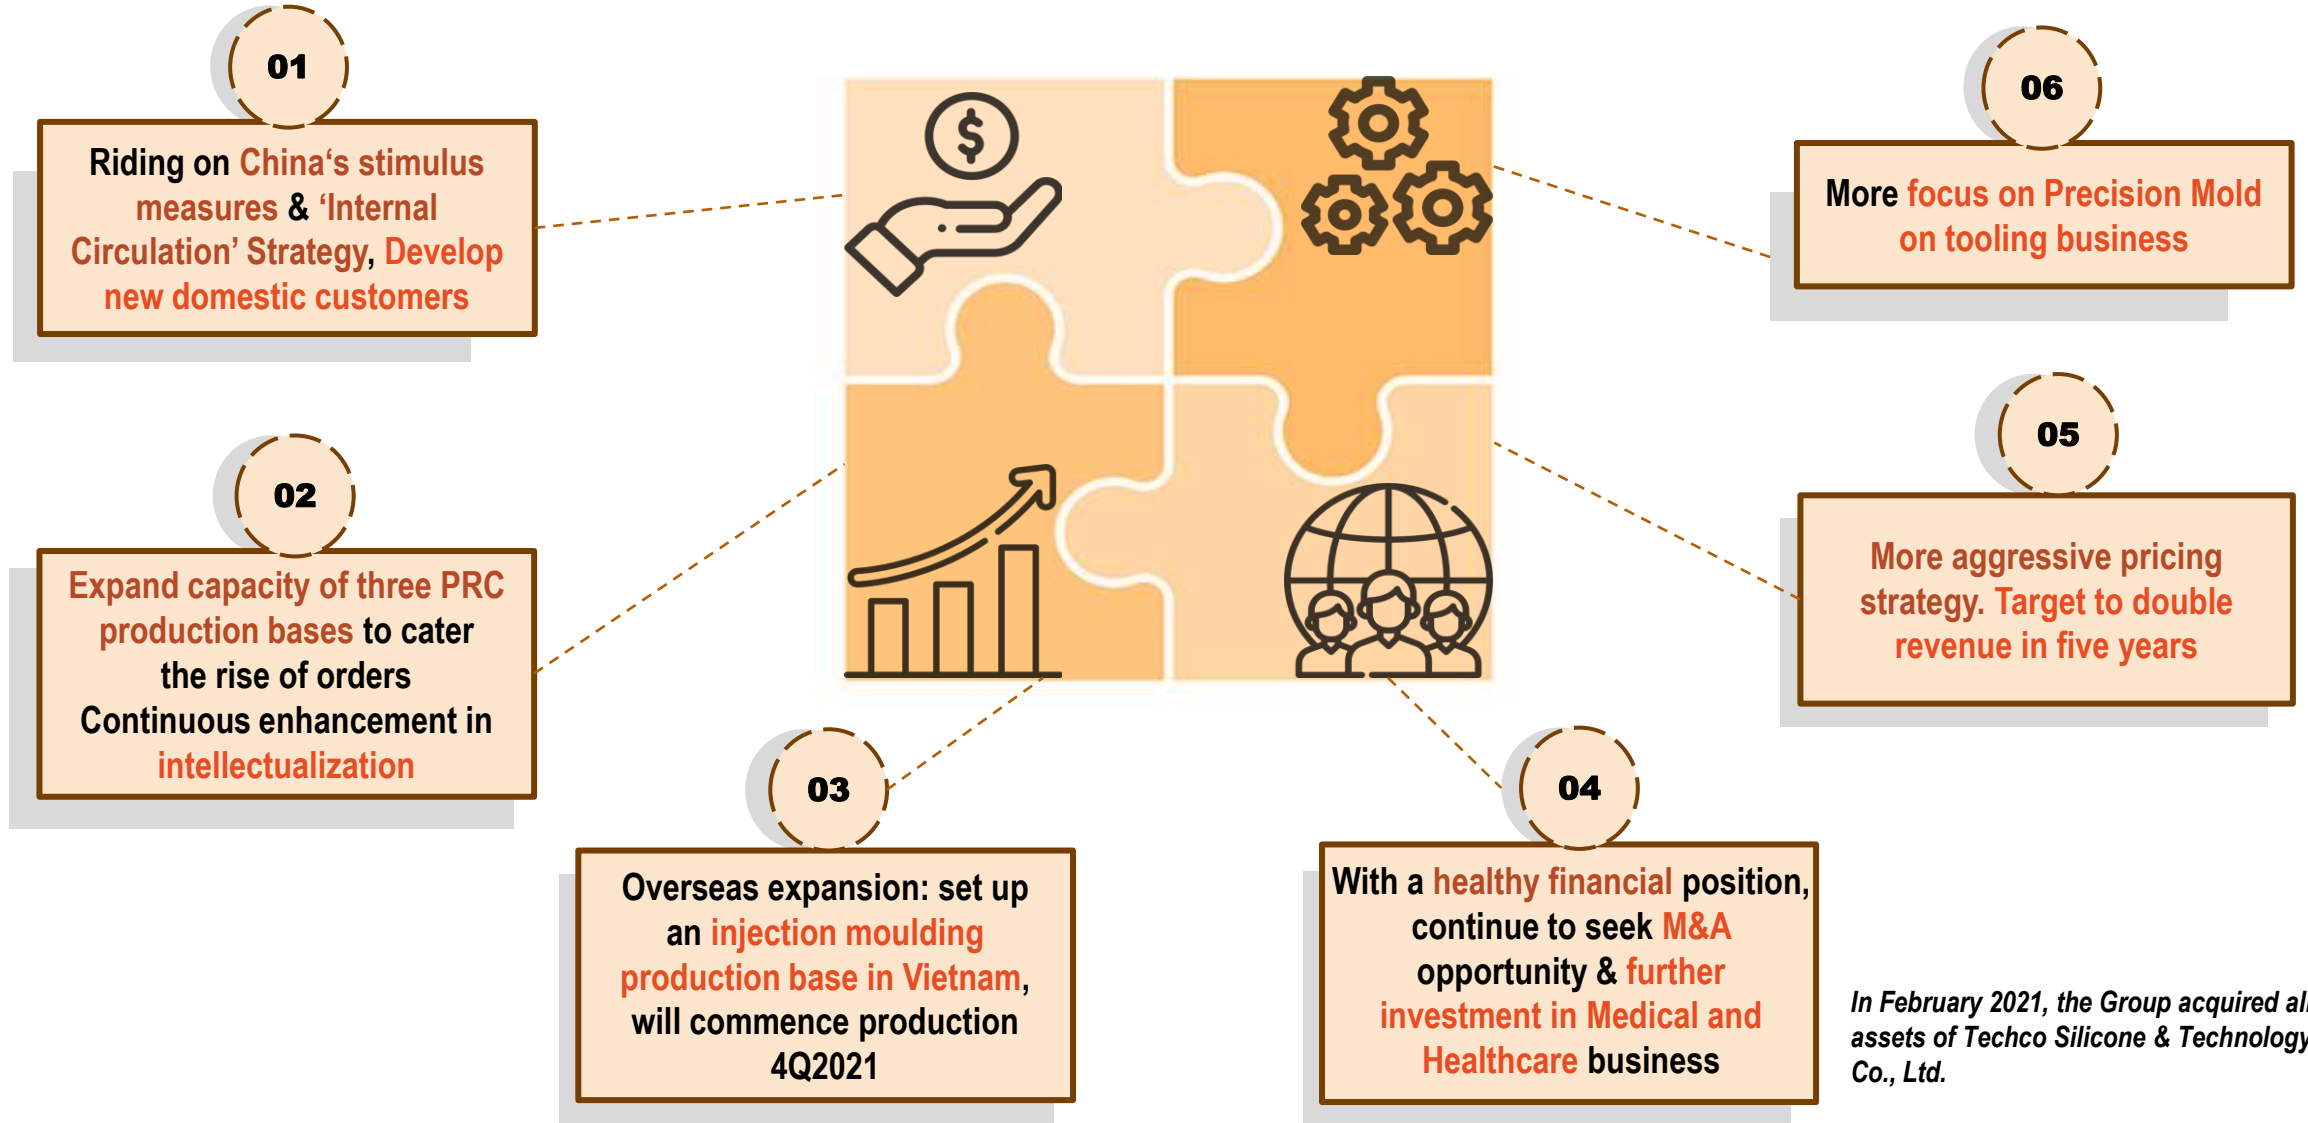 01
Riding on China‘s stimulus
measures & ‘Internal
Circulation’ Strategy, Develop
new domestic customers
02
Expand capacity of three PRC
production bases to cater
the rise of orders
Continuous enhancement in
intellectualization
03
Overseas expansion: set up
an injection moulding
production base in Vietnam,
will commence production
4Q2021
04
With a healthy financial position,
continue to seek M&A
opportunity & further
investment in Medical and
Healthcare business
In February 2021, the Group acquired all
assets of Techco Silicone & Technology
Co., Ltd.
05
More aggressive pricing
strategy. Target to double
revenue in five years
06
More focus on Precision Mold
on tooling business
$